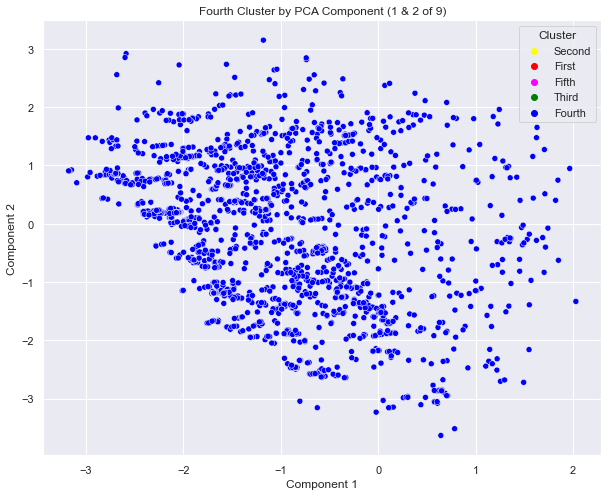 Fourth Cluster by PCA Component (1 & 2 of 9)
Cluster
Second
First
Fifth
Third
Fourth
3
2
1
0
−1
−2
−3
Component 2
−3 −2 −1 0 1 2
Component 1